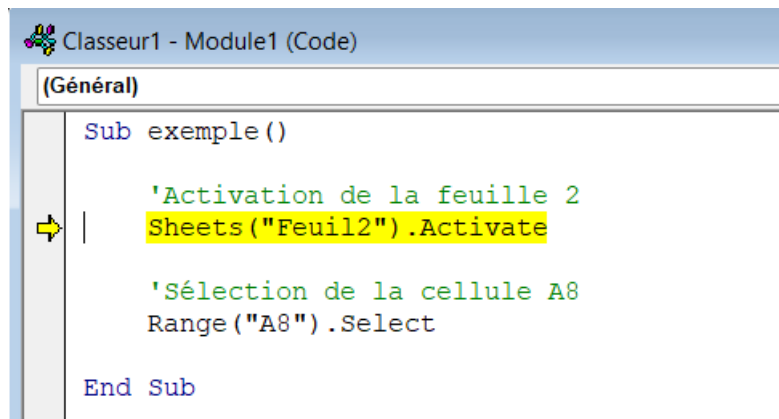 Classeur1 - Module1 (Code)
(Général)
Sub exemple()
'Activation de la feuille 2
Sheets("Feuil2").Activate
'Sélection de la cellule A8
Range("A8").Select
End Sub